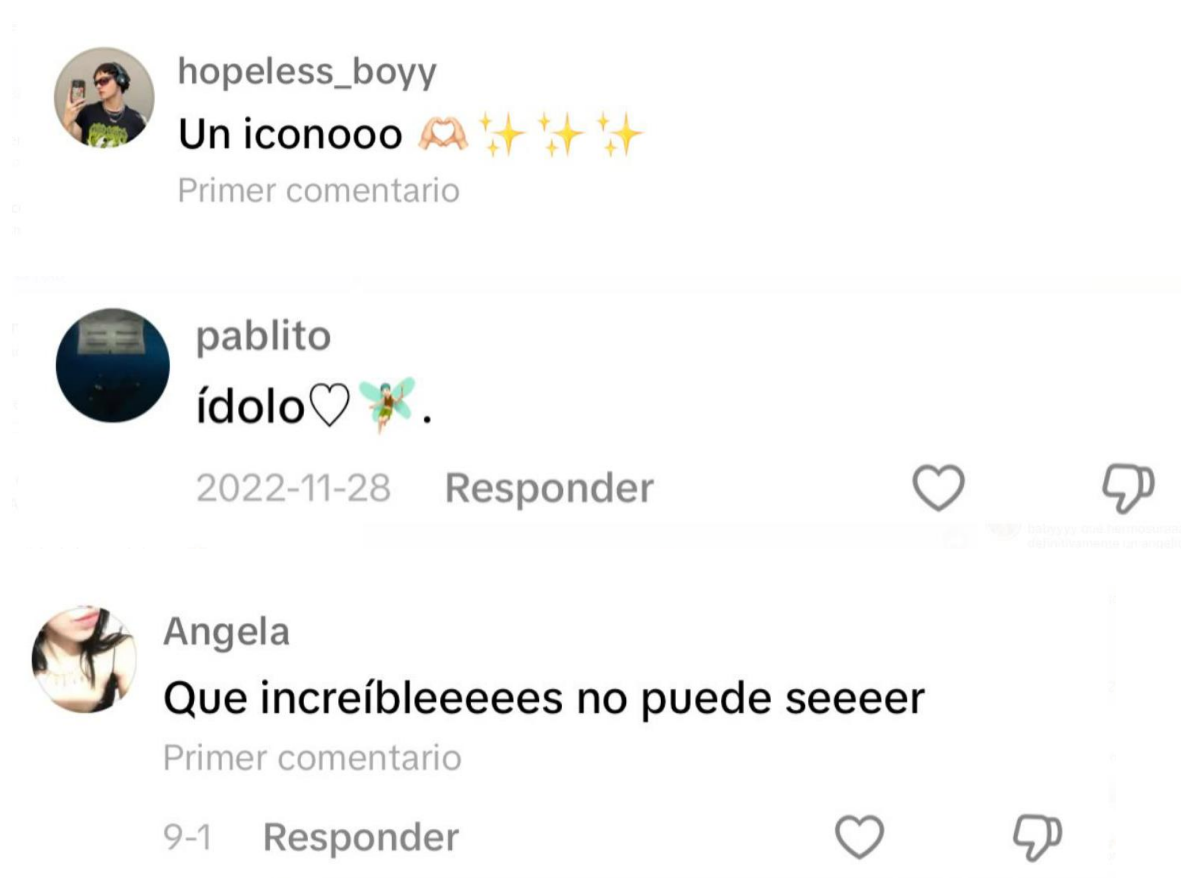 hopeless_boyy
Un iconooo 🫶🏻✨✨✨
Primer comentario
pablito
ídolo♡🧚🏻‍♂️.
2022-11-28 Responder
Angela
Que increíbleeeees no puede seeeer
Primer comentario
9-1 Responder